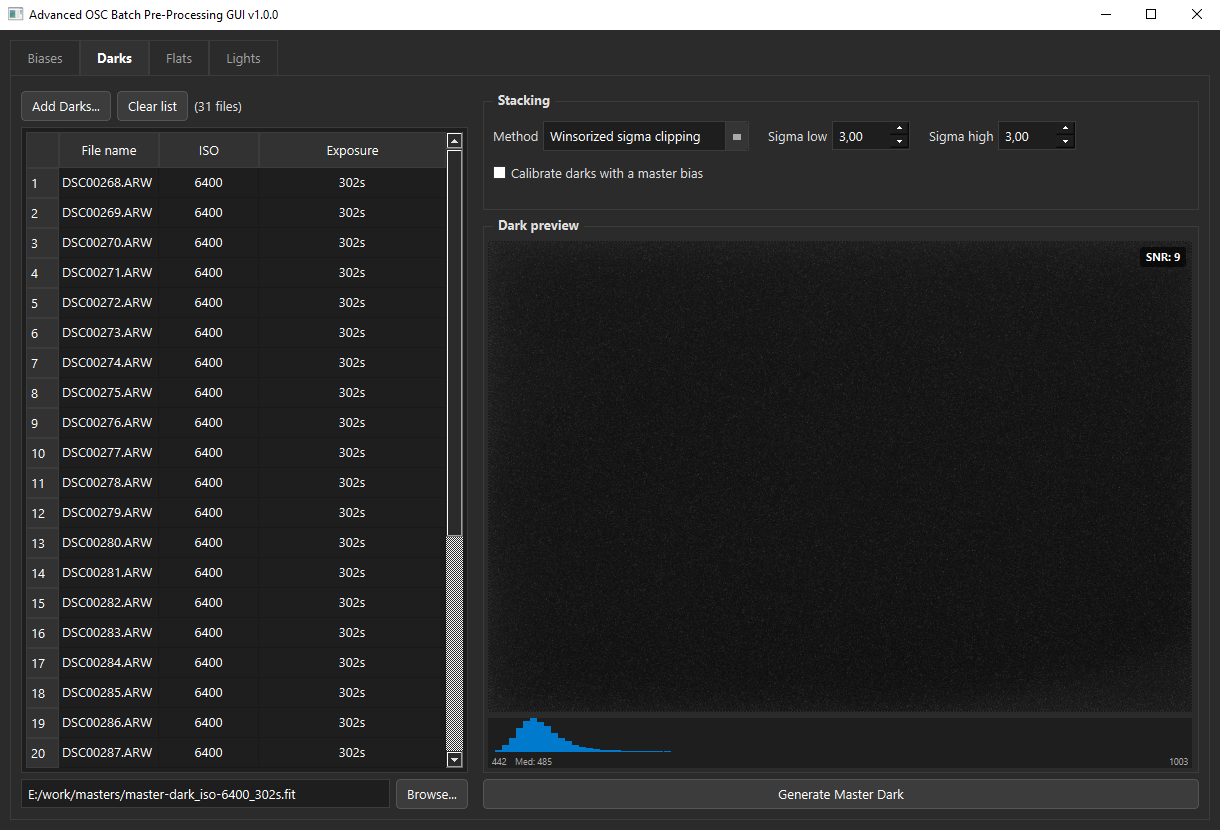 Advanced OSC Batch Pre-Processing GUI v1.0.0
Biases Darks Flats Lights
Add Darks... Clear list (31 files)
File name ISO Exposure
1 DSC00268.ARW 6400 302s
2 DSC00269.ARW 6400 302s
3 DSC00270.ARW 6400 302s
4 DSC00271.ARW 6400 302s
5 DSC00272.ARW 6400 302s
6 DSC00273.ARW 6400 302s
7 DSC00274.ARW 6400 302s
8 DSC00275.ARW 6400 302s
9 DSC00276.ARW 6400 302s
10 DSC00277.ARW 6400 302s
11 DSC00278.ARW 6400 302s
12 DSC00279.ARW 6400 302s
13 DSC00280.ARW 6400 302s
14 DSC00281.ARW 6400 302s
15 DSC00282.ARW 6400 302s
16 DSC00283.ARW 6400 302s
17 DSC00284.ARW 6400 302s
18 DSC00285.ARW 6400 302s
19 DSC00286.ARW 6400 302s
20 DSC00287.ARW 6400 302s
E:/work/masters/master-dark_iso-6400_302s.fit Browse...
Stacking
Method Winsorized sigma clipping Sigma low 3,00 Sigma high 3,00
Calibrate darks with a master bias
Dark preview
SNR: 9
442 Med: 485 1003
Generate Master Dark